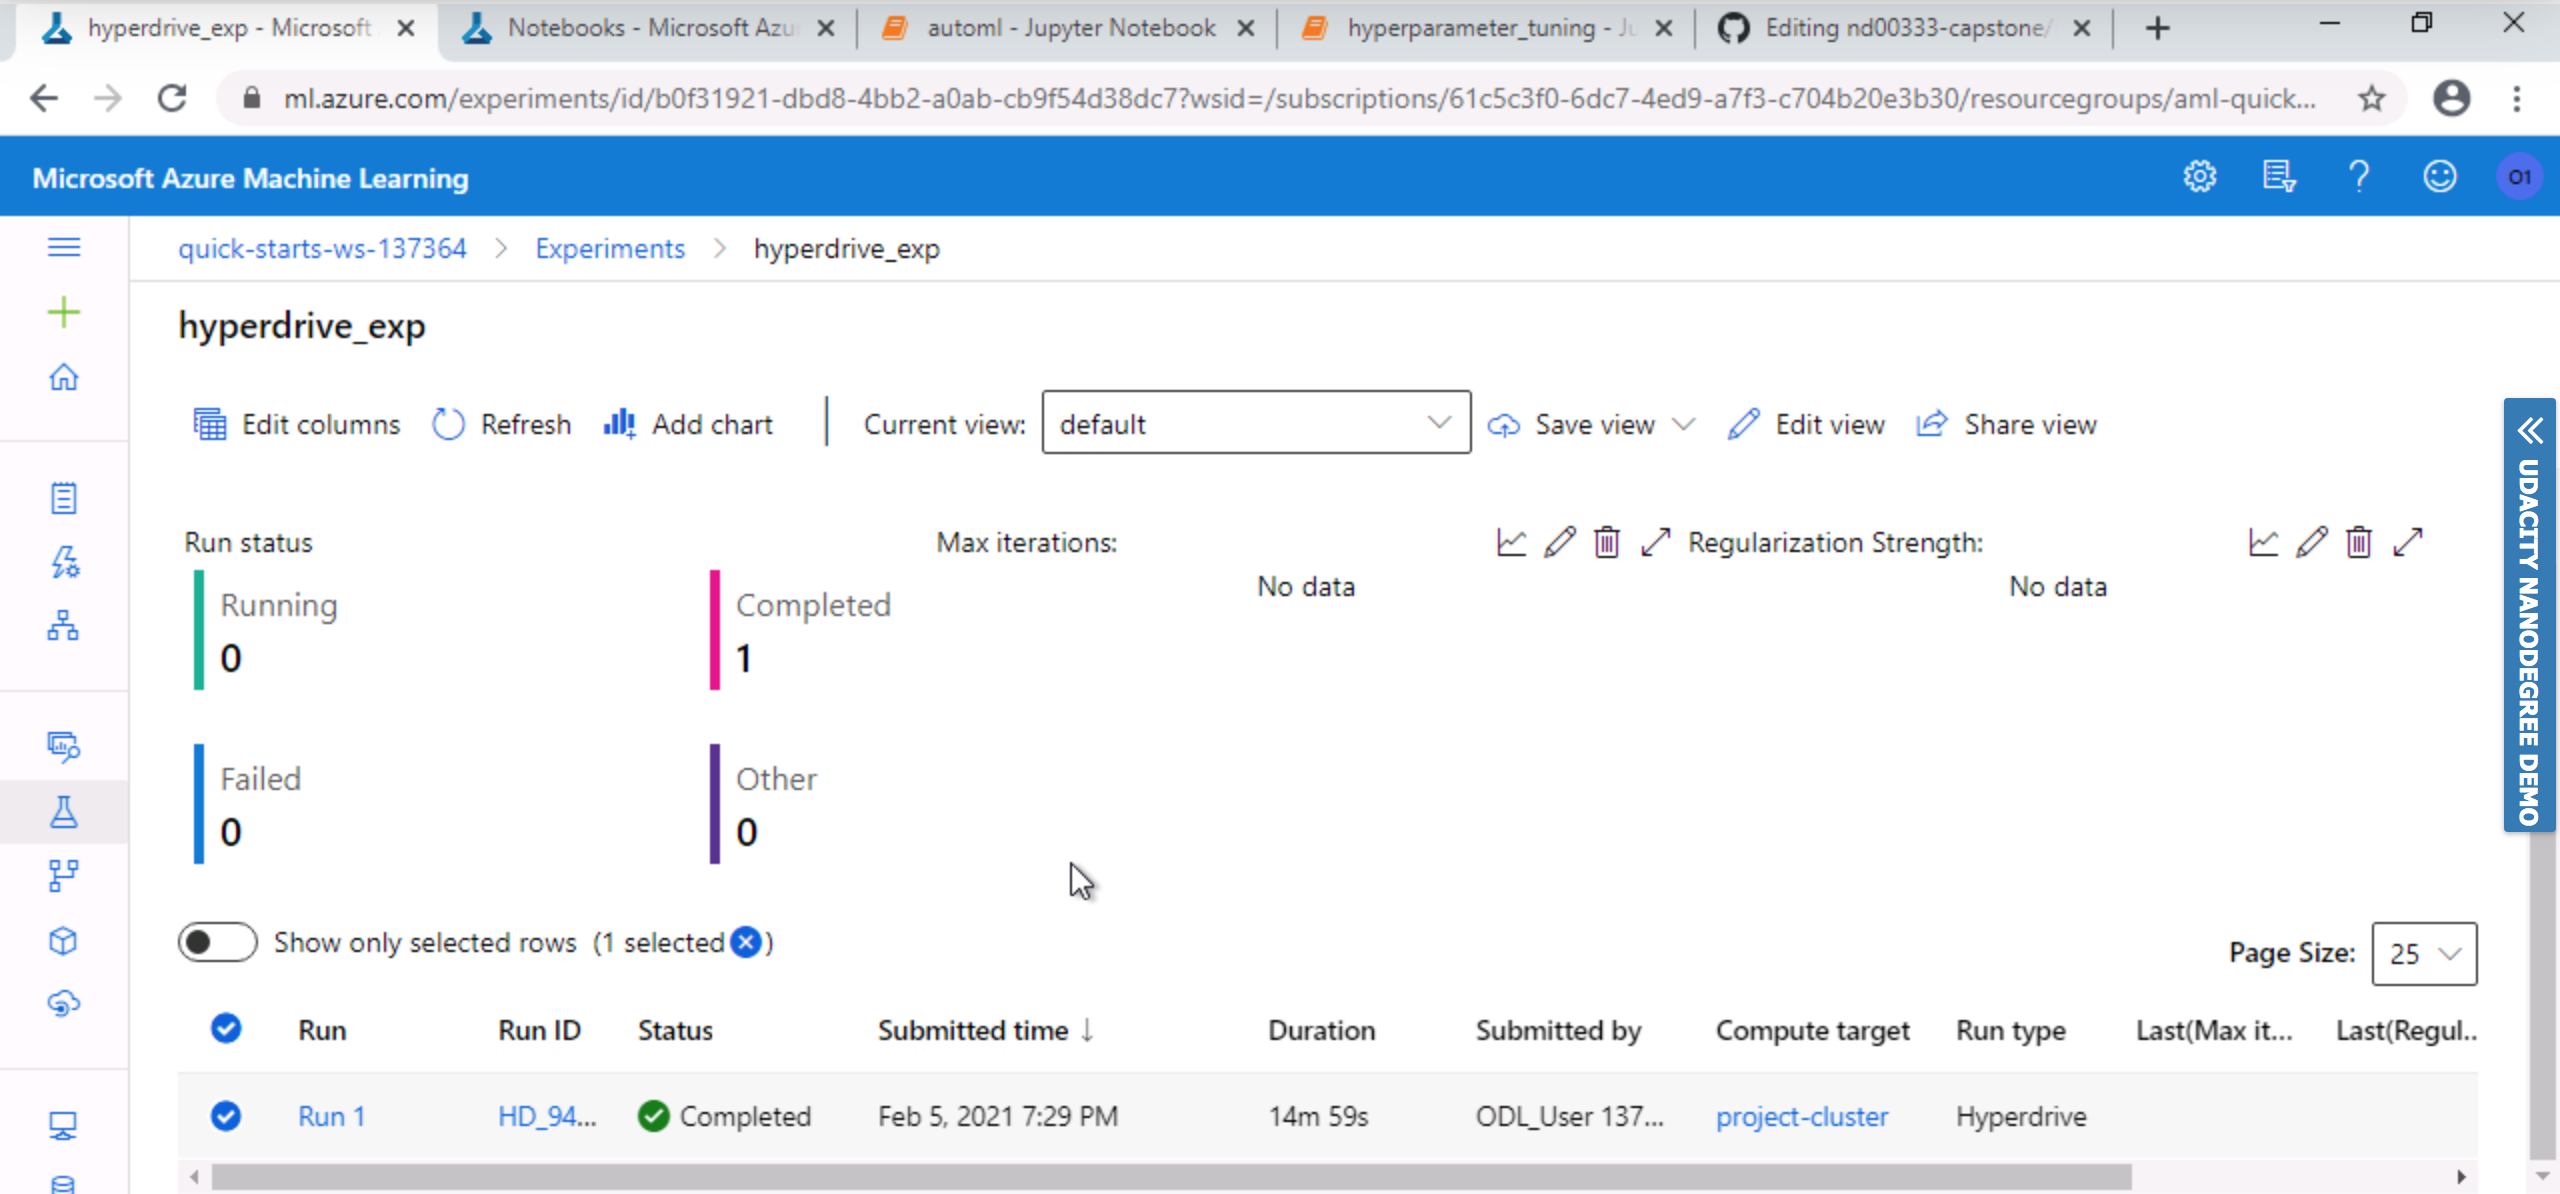 hyperdrive_exp - Microsoft
Notebooks - Microsoft Azu
automl - Jupyter Notebook
hyperparameter_tuning - Ju
Editing nd00333-capstone/
ml.azure.com/experiments/id/b0f31921-dbd8-4bb2-a0ab-cb9f54d38dc7?wsid=/subscriptions/61c5c3f0-6dc7-4ed9-a7f3-c704b20e3b30/resourcegroups/aml-quick...
Microsoft Azure Machine Learning
O1
quick-starts-ws-137364 > Experiments > hyperdrive_exp
hyperdrive_exp
Edit columns Refresh Add chart Current view: default Save view Edit view Share view
Run status
Running
0
Completed
1
Failed
0
Other
0
Max iterations:
No data
Regularization Strength:
No data
UDACITY NANODEGREE DEMO
Show only selected rows (1 selected )
Page Size: 25
Run Run ID Status Submitted time ↓ Duration Submitted by Compute target Run type Last(Max it... Last(Regul..
Run 1 HD_94... Completed Feb 5, 2021 7:29 PM 14m 59s ODL_User 137... project-cluster Hyperdrive